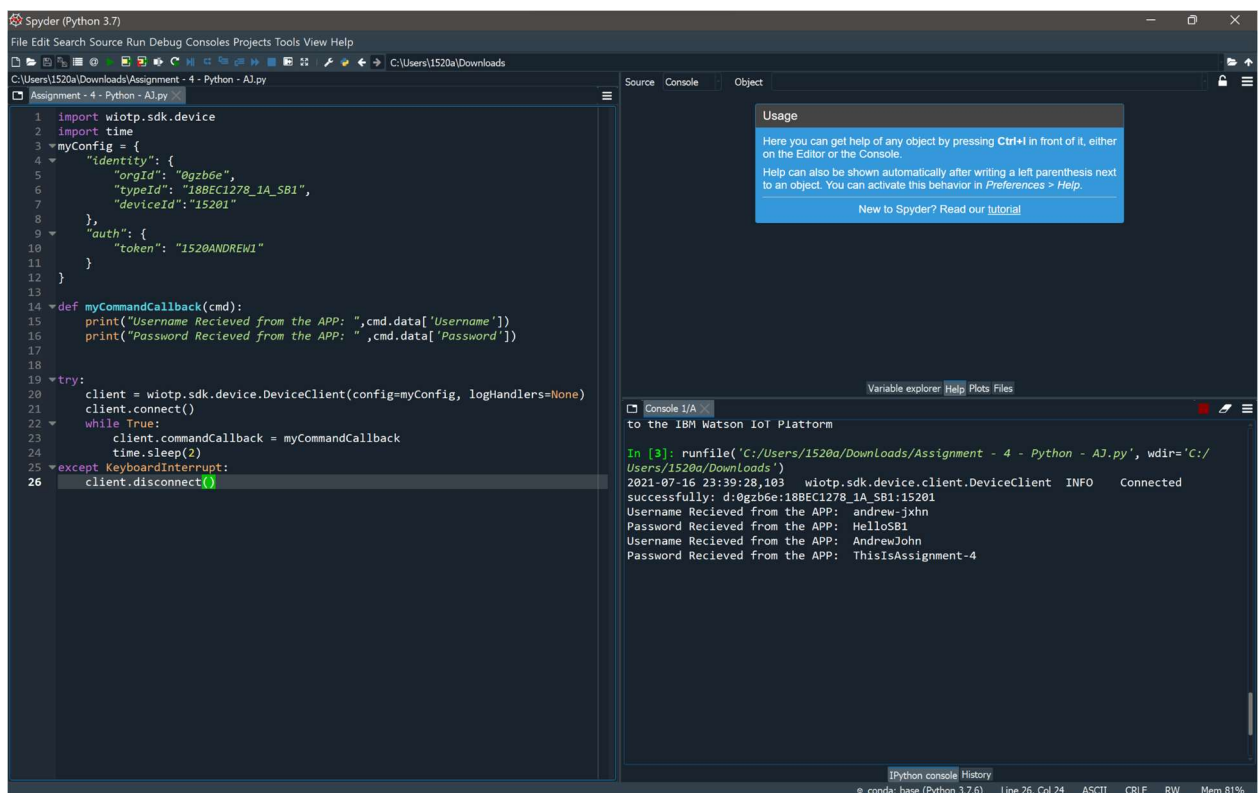 Spyder (Python 3.7)
File Edit Search Source Run Debug Consoles Projects Tools View Help
C:\Users\1520a\Downloads
C:\Users\1520a\Downloads\Assignment - 4 - Python - AJ.py
Assignment - 4 - Python - AJ.py
1 import wiotp.sdk.device
2 import time
3 myConfig = {
4     "identity": {
5         "orgId": "0gzb6e",
6         "typeId": "18BEC1278_1A_SB1",
7         "deviceId":"15201"
8     },
9     "auth": {
10         "token": "1520ANDREW1"
11     }
12 }
13
14 def myCommandCallback(cmd):
15     print("Username Recieved from the APP: ",cmd.data['Username'])
16     print("Password Recieved from the APP: " ,cmd.data['Password'])
17
18
19 try:
20     client = wiotp.sdk.device.DeviceClient(config=myConfig, logHandlers=None)
21     client.connect()
22     while True:
23         client.commandCallback = myCommandCallback
24         time.sleep(2)
25 except KeyboardInterrupt:
26     client.disconnect()
Source Console Object
Usage
Here you can get help of any object by pressing Ctrl+I in front of it, either
on the Editor or the Console.
Help can also be shown automatically after writing a left parenthesis next
to an object. You can activate this behavior in Preferences > Help.
New to Spyder? Read our tutorial
Variable explorer Help Plots Files
Console 1/A
to the IBM Watson IoT Platform
In [3]: runfile('C:/Users/1520a/Downloads/Assignment - 4 - Python - AJ.py', wdir='C:/
Users/1520a/Downloads')
2021-07-16 23:39:28,103   wiotp.sdk.device.client.DeviceClient  INFO    Connected
successfully: d:0gzb6e:18BEC1278_1A_SB1:15201
Username Recieved from the APP:  andrew-jxhn
Password Recieved from the APP:  HelloSB1
Username Recieved from the APP:  AndrewJohn
Password Recieved from the APP:  ThisIsAssignment-4
IPython console History
conda: base (Python 3.7.6) Line 26, Col 24 ASCII CRLF RW Mem 81%